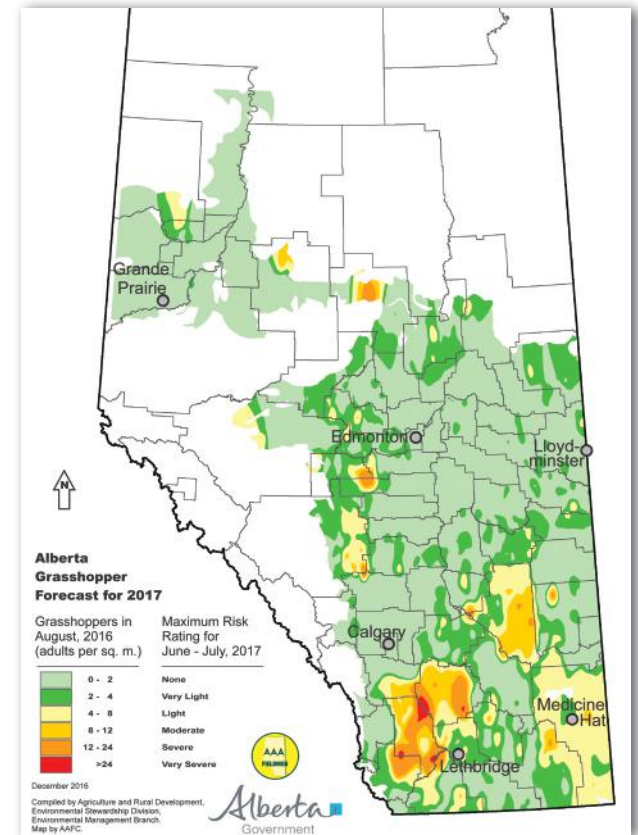 Grande
Prairie
Edmonton
Lloyd-
minster
N
Alberta
Grasshopper
Forecast for 2017
Grasshoppers in
August, 2016
(adults per sq. m.)
Maximum Risk
Rating for
June - July, 2017
0 - 2 None
2 - 4 Very Light
4 - 8 Light
8 - 12 Moderate
12 - 24 Severe
>24 Very Severe
Calgary
Medicine
Hat
Lethbridge
AAA
December 2016
Compiled by Agriculture and Rural Development,
Environmental Stewardship Division,
Environmental Management Branch.
Map by AAFC.
Alberta
Government